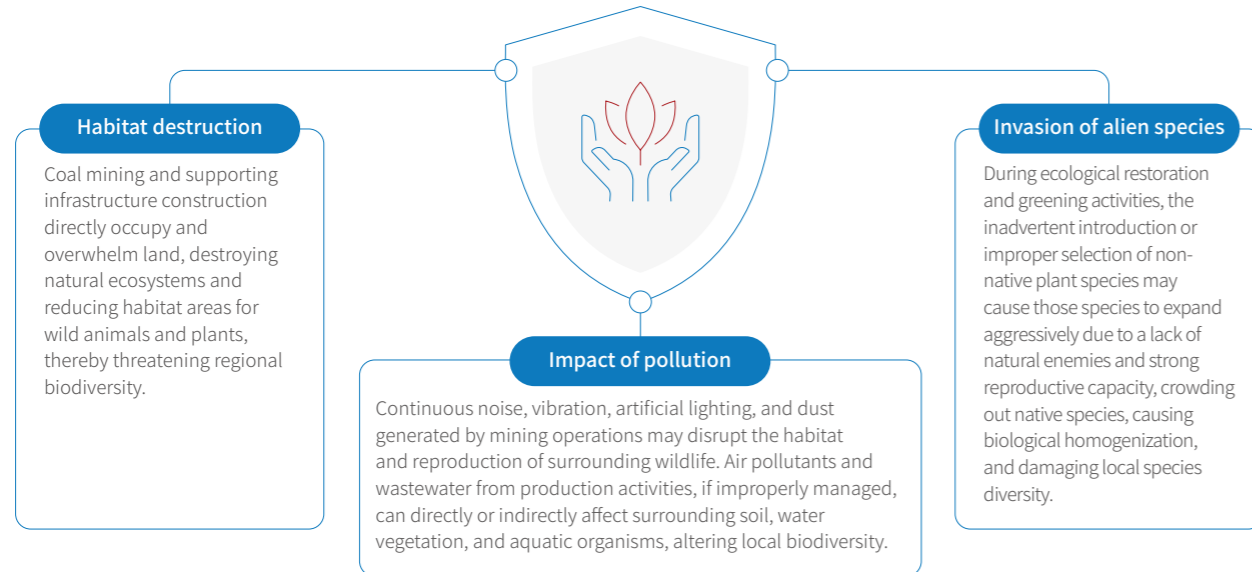 Habitat destruction
Coal mining and supporting
infrastructure construction
directly occupy and
overwhelm land, destroying
natural ecosystems and
reducing habitat areas for
wild animals and plants,
thereby threatening regional
biodiversity.
Impact of pollution
Continuous noise, vibration, artificial lighting, and dust
generated by mining operations may disrupt the habitat
and reproduction of surrounding wildlife. Air pollutants and
wastewater from production activities, if improperly managed,
can directly or indirectly affect surrounding soil, water
vegetation, and aquatic organisms, altering local biodiversity.
Invasion of alien species
During ecological restoration
and greening activities, the
inadvertent introduction or
improper selection of non-
native plant species may
cause those species to expand
aggressively due to a lack of
natural enemies and strong
reproductive capacity, crowding
out native species, causing
biological homogenization,
and damaging local species
diversity.